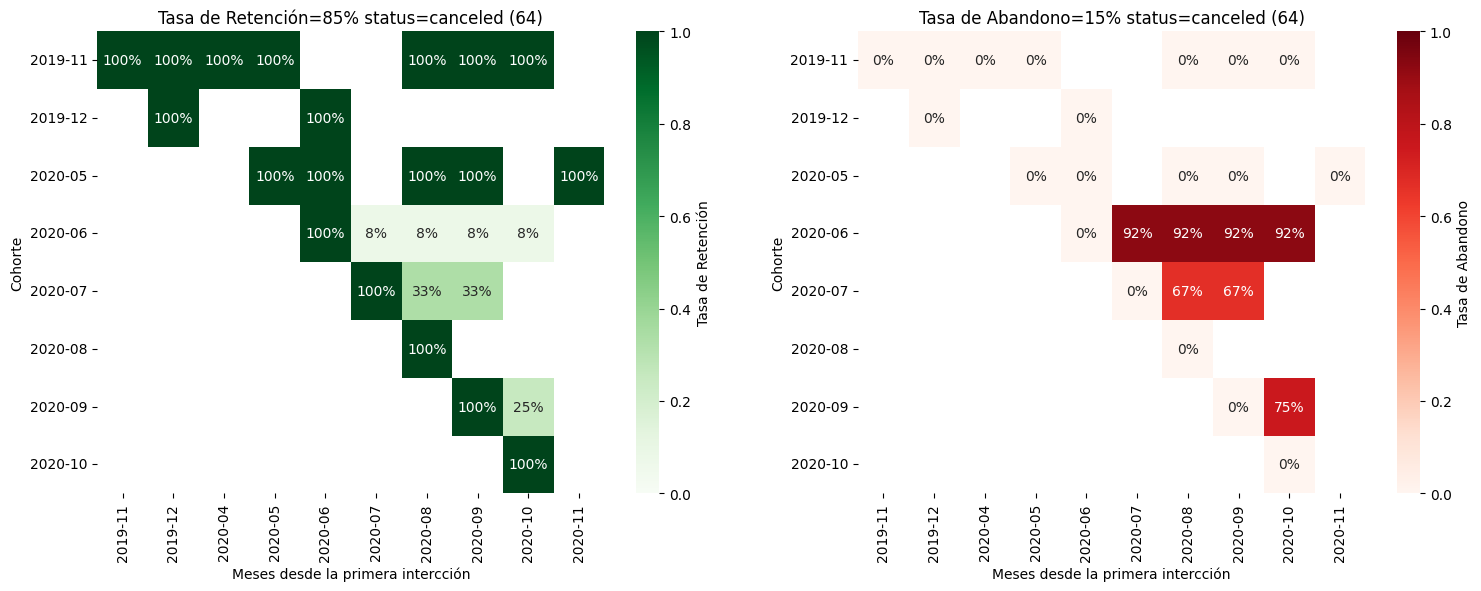 Tasa de Retención=85% status=canceled (64)
2019-11 100% 100% 100% 100% 100% 100% 100%
2019-12 100% 100%
2020-05 100% 100% 100% 100% 100%
2020-06 100% 8% 8% 8% 8%
2020-07 100% 33% 33%
2020-08 100%
2020-09 100% 25%
2020-10 100%
Cohorte
2019-11 2019-12 2020-04 2020-05 2020-06 2020-07 2020-08 2020-09 2020-10 2020-11
Meses desde la primera intercción
1.0
0.8
0.6
0.4
0.2
0.0
Tasa de Retención
Tasa de Abandono=15% status=canceled (64)
2019-11 0% 0% 0% 0% 0% 0% 0%
2019-12 0% 0%
2020-05 0% 0% 0% 0% 0%
2020-06 0% 92% 92% 92% 92%
2020-07 0% 67% 67%
2020-08 0%
2020-09 0% 75%
2020-10 0%
Cohorte
2019-11 2019-12 2020-04 2020-05 2020-06 2020-07 2020-08 2020-09 2020-10 2020-11
Meses desde la primera intercción
1.0
0.8
0.6
0.4
0.2
0.0
Tasa de Abandono